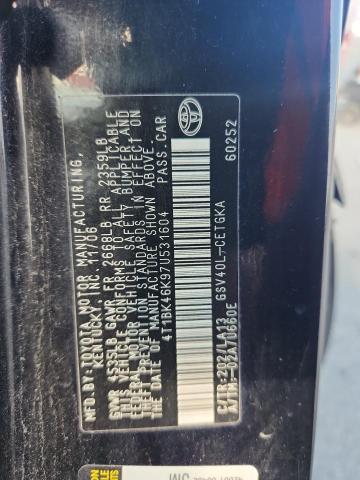 MFD.BY:TOYOTA MOTOR MANUFACTURING,
KENTUCKY, INC. 11/06
GVWR 4985LB GAWR FR 2668LB RR 2359LB
THIS VEHICLE CONFORMS TO ALL APPLICABLE
FEDERAL MOTOR VEHICLE SAFETY, BUMPER, AND
THEFT PREVENTION STANDARDS IN EFFECT ON
THE DATE OF MANUFACTURE SHOWN ABOVE.
4T1BK46K97U531604 PASS.CAR
C/TR:202/LA13 GSV40L-CETGKA
A/TM:-02A/U660E 60252